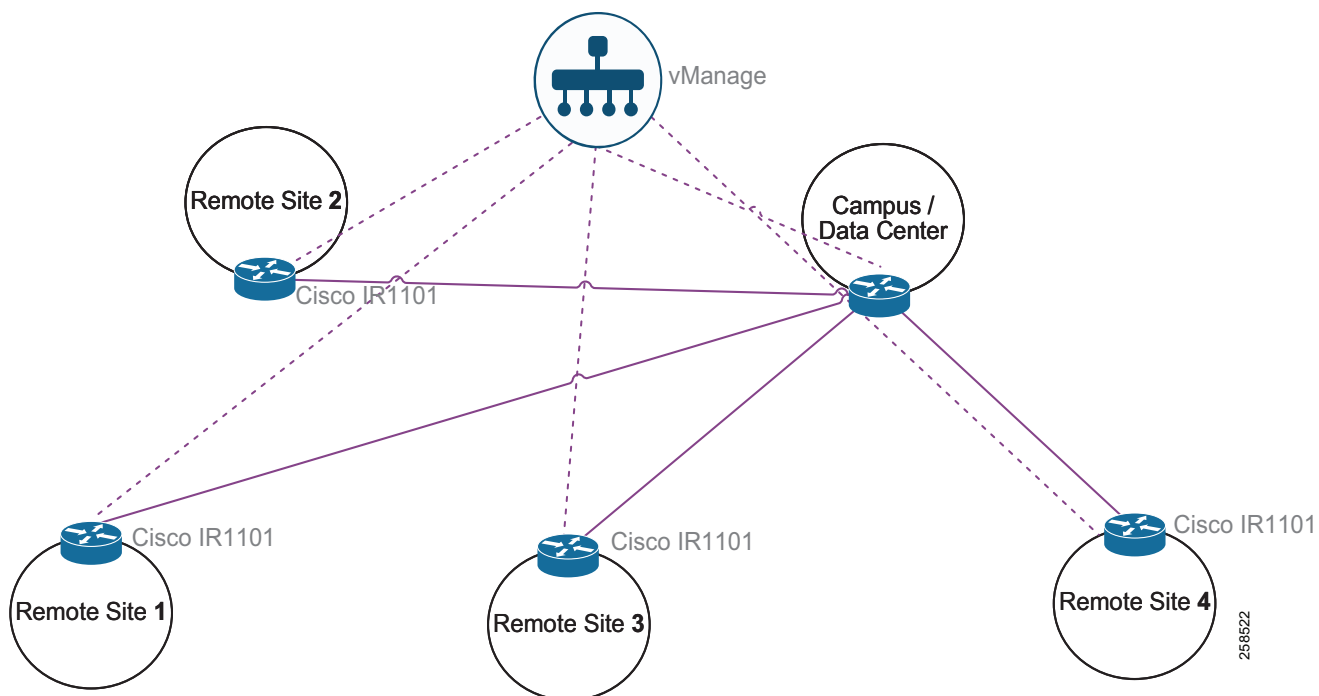 vManage
Remote Site 2
Campus /
Data Center
Cisco IR1101
Cisco IR1101
Cisco IR1101
Cisco IR1101
Remote Site 1
Remote Site 3
Remote Site 4
258522